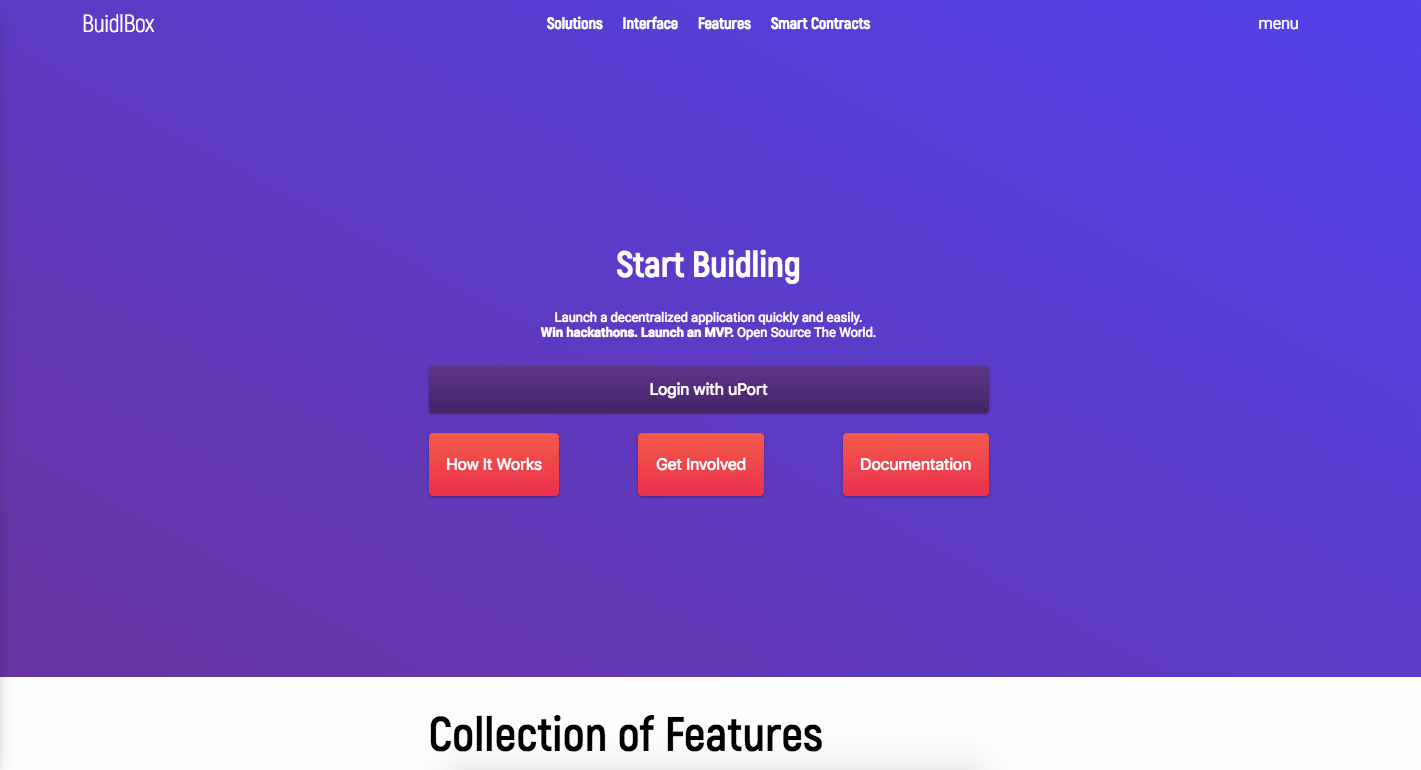 BuidlBox
Solutions Interface Features Smart Contracts
menu
Start Buidling
Launch a decentralized application quickly and easily.
Win hackathons. Launch an MVP. Open Source The World.
Login with uPort
How It Works
Get Involved
Documentation
Collection of Features